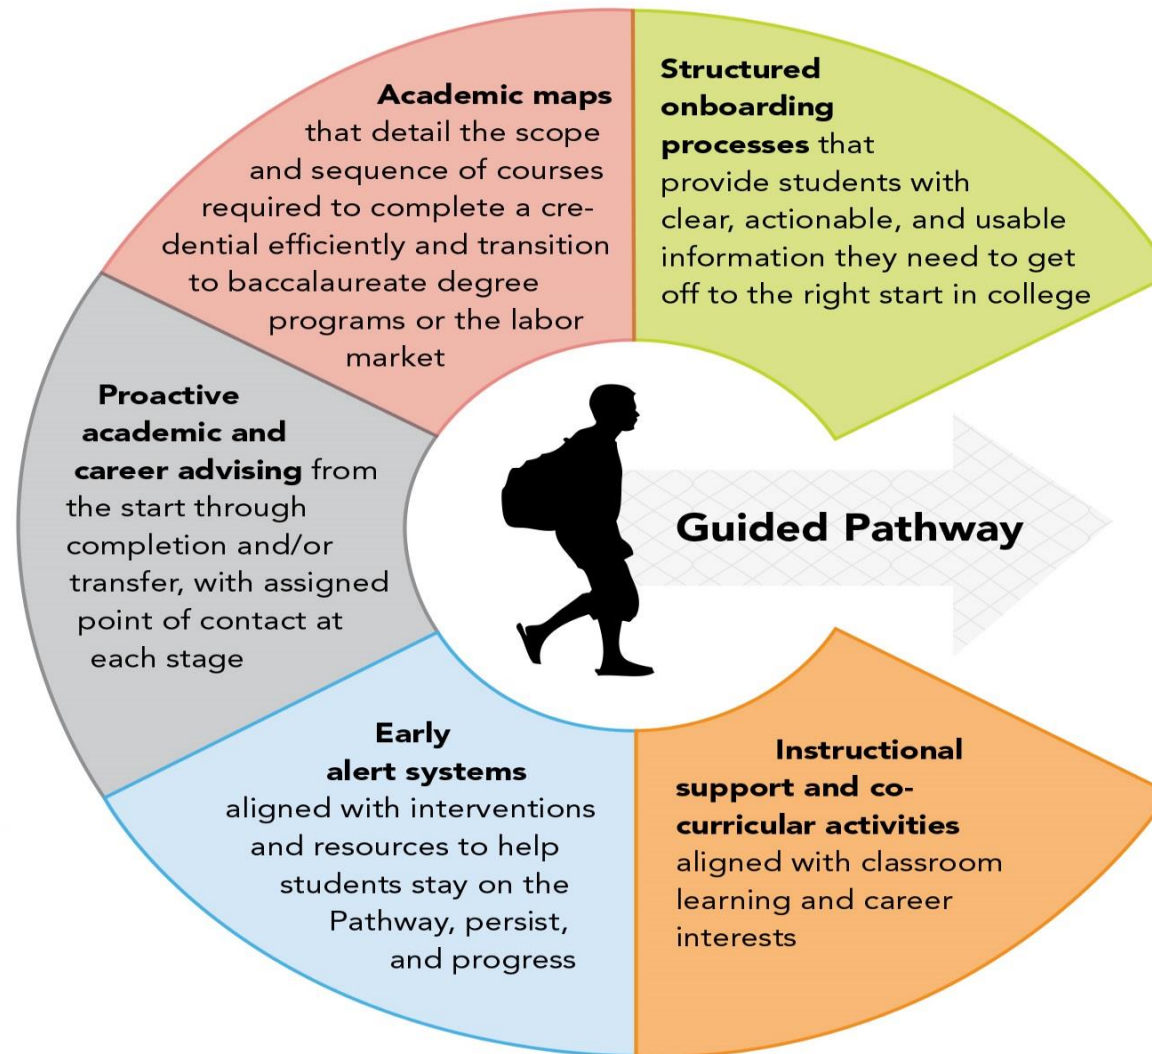 Structured
onboarding
processes that
provide students with
clear, actionable, and usable
information they need to get
off to the right start in college
Academic maps
that detail the scope
and sequence of courses
required to complete a cre-
dential efficiently and transition
to baccalaureate degree
programs or the labor
market
Proactive
academic and
career advising from
the start through
completion and/or
transfer, with assigned
point of contact at
each stage
Early
alert systems
aligned with interventions
and resources to help
students stay on the
Pathway, persist,
and progress
Instructional
support and co-
curricular activities
aligned with classroom
learning and career
interests
Guided Pathway